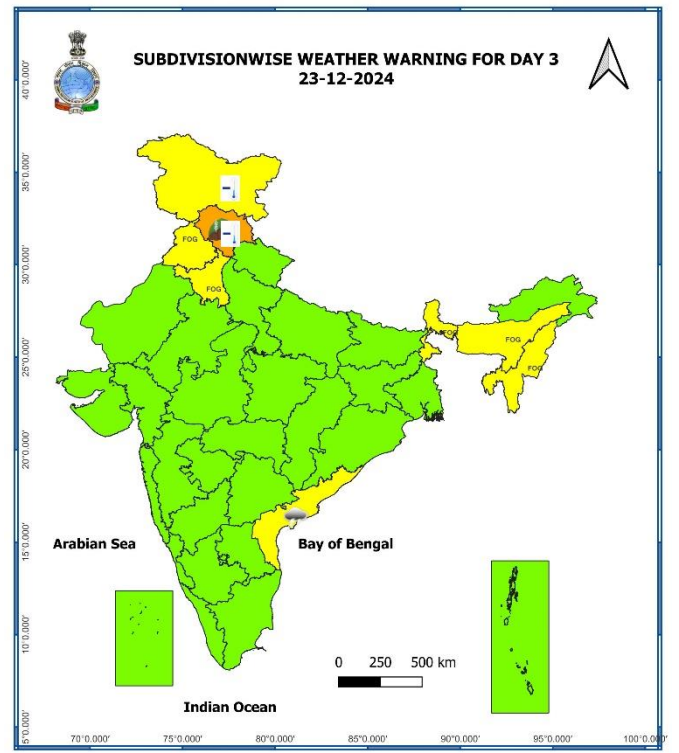 SUBDIVISIONWISE WEATHER WARNING FOR DAY 3
23-12-2024
40°0.000'
35°0.000'
30°0.000'
25°0.000'
20°0.000'
15°0.000'
10°0.000'
5°0.000'
FOG
FOG
FOG
FOG
FOG
Arabian Sea
Bay of Bengal
0 250 500 km
Indian Ocean
70°0.000' 75°0.000' 80°0.000' 85°0.000' 90°0.000' 95°0.000' 100°0.000'